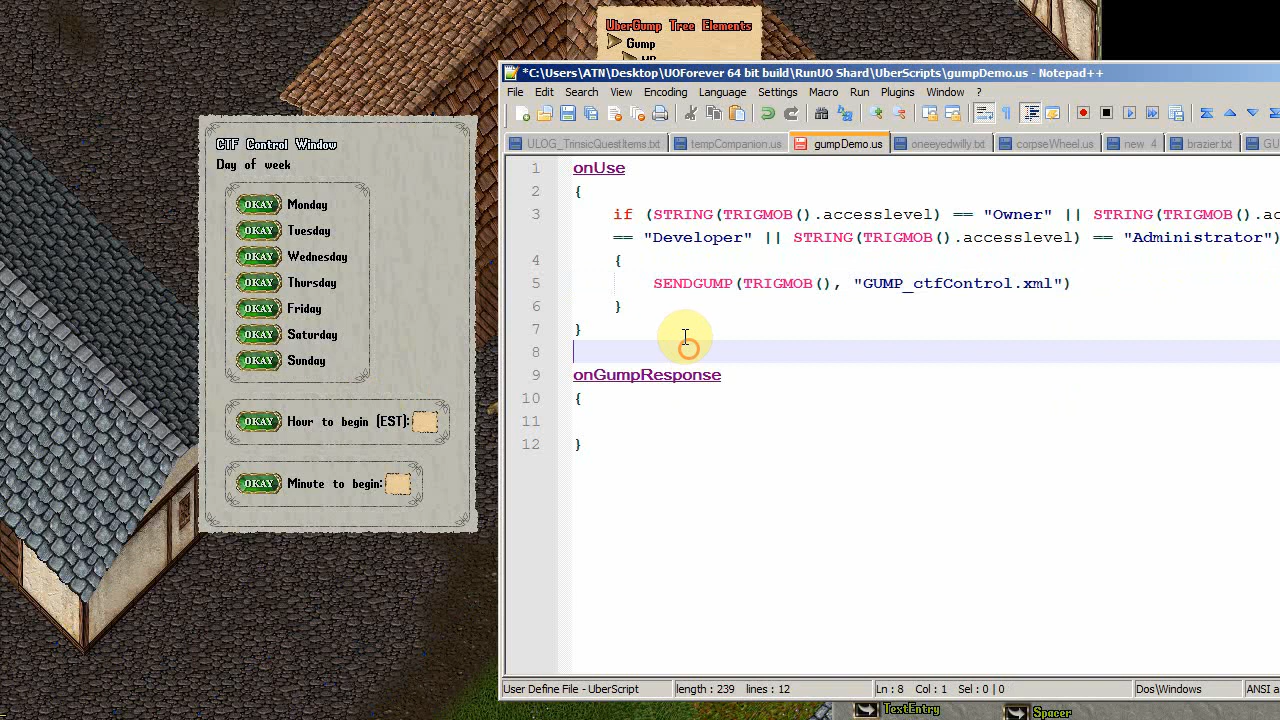 UberGump Tree Elements
Gump
*C:\Users\ATN\Desktop\UOForever 64 bit build\RunUO Shard\UberScripts\gumpDemo.us - Notepad++
File Edit Search View Encoding Language Settings Macro Run Plugins Window ?
ULOG_TrinsicQuestItems.txt tempCompanion.us gumpDemo.us oneeyedwilly.txt corpseWheel.us new 4 brazier.txt GU
CTF Control Window
Day of week
OKAY Monday
OKAY Tuesday
OKAY Wednesday
OKAY Thursday
OKAY Friday
OKAY Saturday
OKAY Sunday
OKAY Hour to begin (EST):
OKAY Minute to begin:
1 onUse
2 {
3 if (STRING(TRIGMOB().accesslevel) == "Owner" || STRING(TRIGMOB().ac
== "Developer" || STRING(TRIGMOB().accesslevel) == "Administrator")
4 {
5 SENDGUMP(TRIGMOB(), "GUMP_ctfControl.xml")
6 }
7 }
8
9 onGumpResponse
10 {
11
12 }
User Define File - UberScript length : 239 lines : 12 Ln : 8 Col : 1 Sel : 0 | 0 Dos\Windows ANSI a
TextEntry Spacer